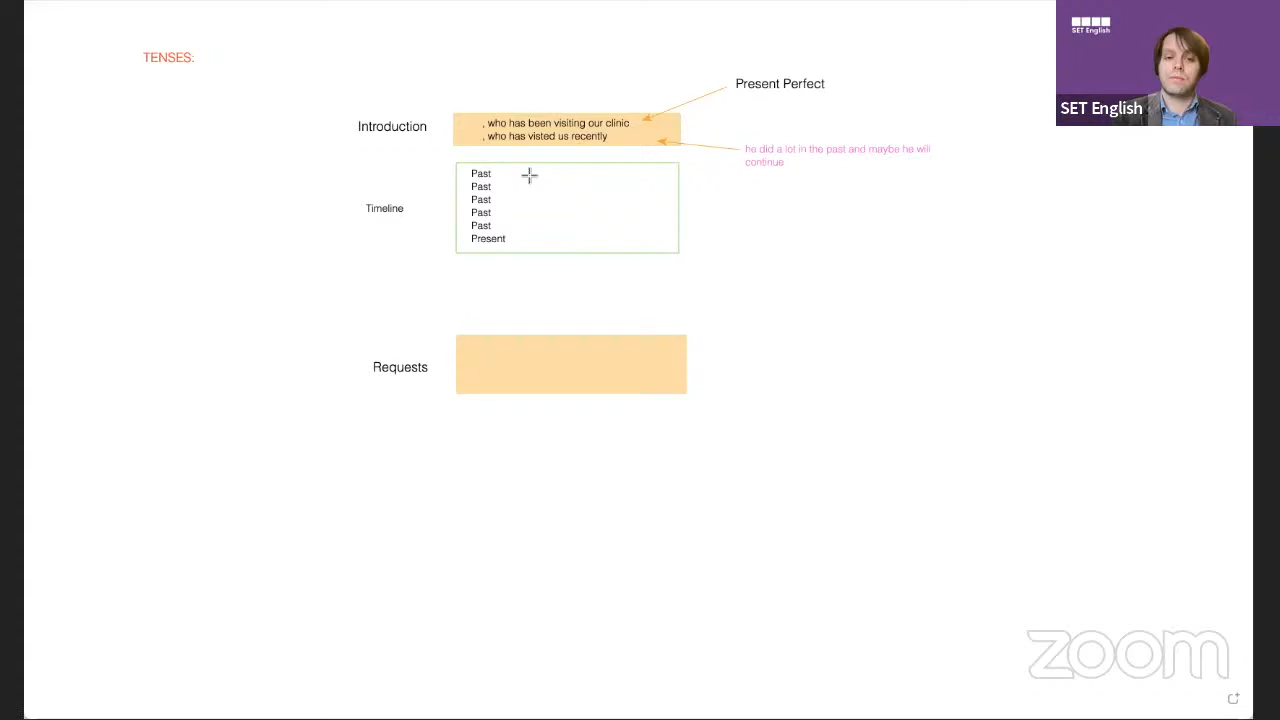 SET English
TENSES:
Present Perfect
SET English
Introduction
, who has been visiting our clinic
, who has visted us recently
he did a lot in the past and maybe he will
continue
Past
Past
Past
Past
Past
Present
Timeline
Requests
zoom